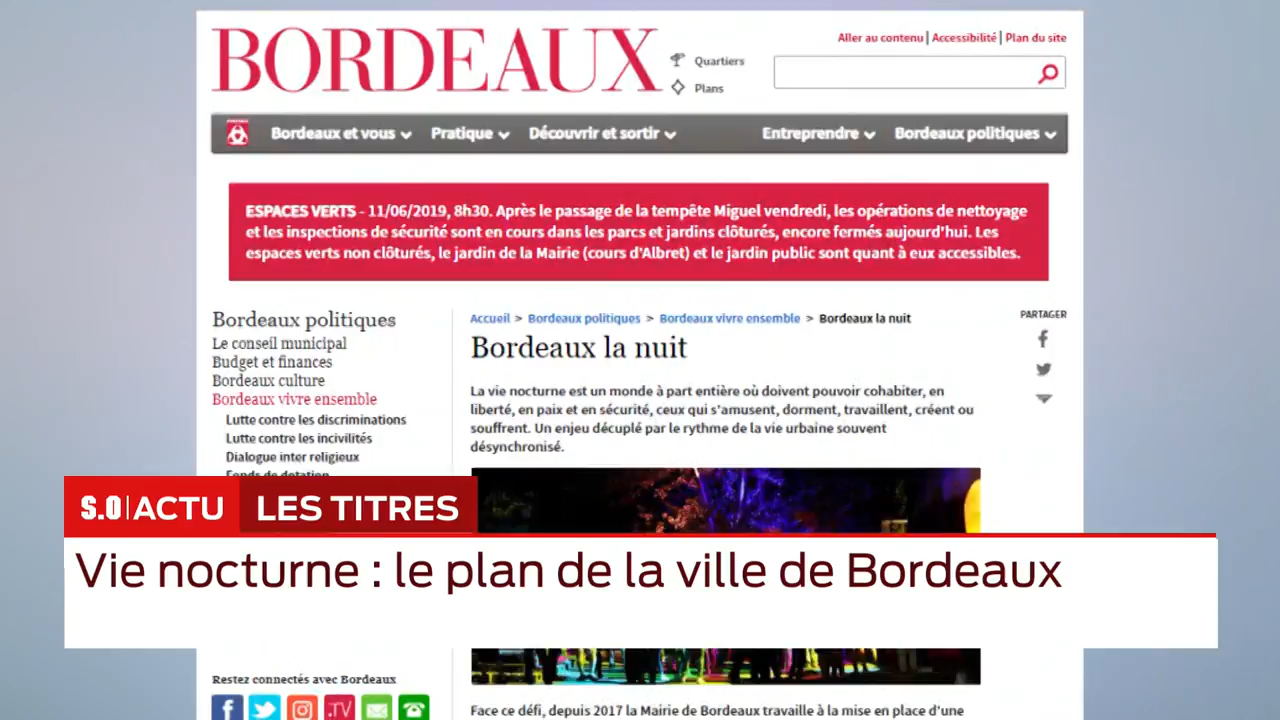 BORDEAUX
Quartiers
Plans
Aller au contenu | Accessibilité | Plan du site
Bordeaux et vous Pratique Découvrir et sortir Entreprendre Bordeaux politiques
ESPACES VERTS - 11/06/2019, 8h30. Après le passage de la tempête Miguel vendredi, les opérations de nettoyage
et les inspections de sécurité sont en cours dans les parcs et jardins clôturés, encore fermés aujourd'hui. Les
espaces verts non clôturés, le jardin de la Mairie (cours d'Albret) et le jardin public sont quant à eux accessibles.
Bordeaux politiques
Le conseil municipal
Budget et finances
Bordeaux culture
Bordeaux vivre ensemble
Lutte contre les discriminations
Lutte contre les incivilités
Dialogue inter religieux
Fonds de dotation
Accueil > Bordeaux politiques > Bordeaux vivre ensemble > Bordeaux la nuit
Bordeaux la nuit
La vie nocturne est un monde à part entière où doivent pouvoir cohabiter, en
liberté, en paix et en sécurité, ceux qui s'amusent, dorment, travaillent, créent ou
souffrent. Un enjeu décuplé par le rythme de la vie urbaine souvent
désynchronisé.
PARTAGER
S.O|ACTU LES TITRES
Vie nocturne : le plan de la ville de Bordeaux
Restez connectés avec Bordeaux
.TV
Face ce défi, depuis 2017 la Mairie de Bordeaux travaille à la mise en place d'une